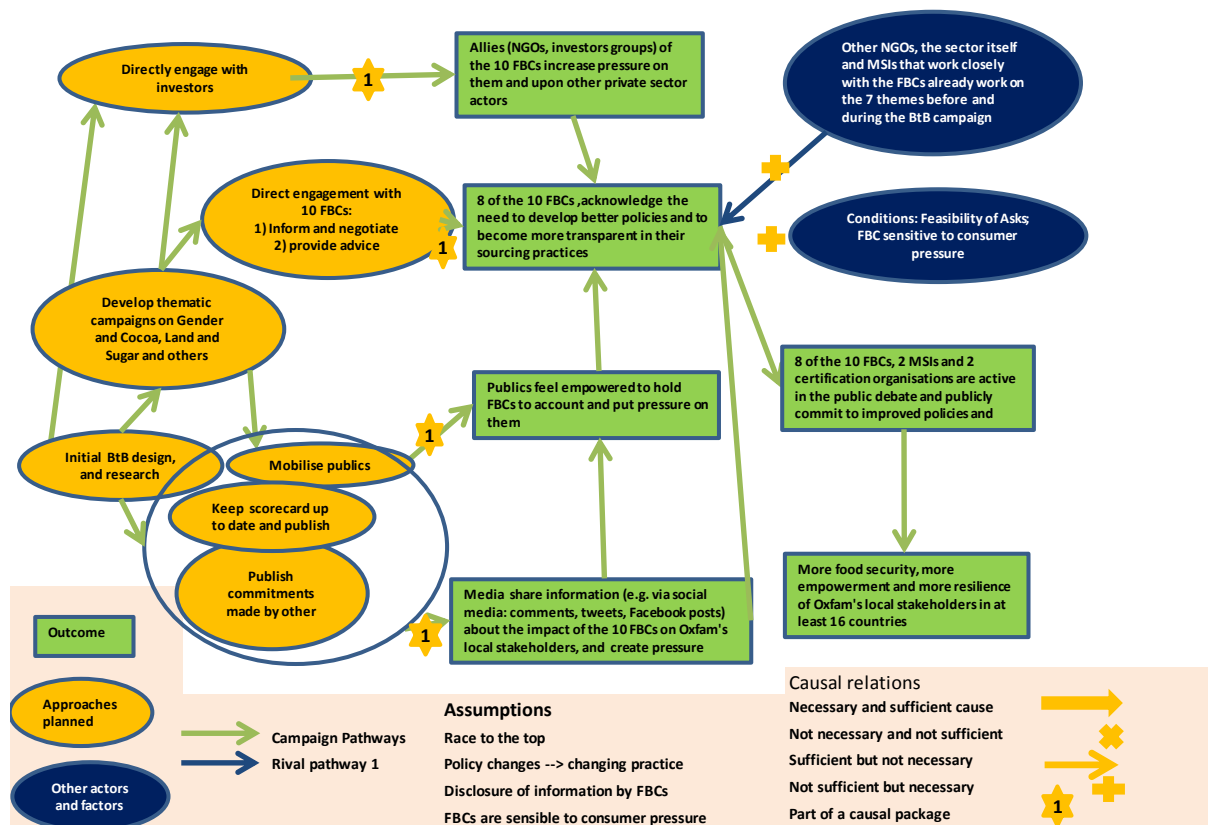 Directly engage with
investors
1
Allies (NGOs, investors groups) of
the 10 FBCs increase pressure on
them and upon other private sector
actors
Other NGOs, the sector itself
and MSIs that work closely
with the FBCs already work on
the 7 themes before and
during the BtB campaign
Direct engagement with
10 FBCs:
1) Inform and negotiate
2) provide advice
1
8 of the 10 FBCs ,acknowledge the
need to develop better policies and to
become more transparent in their
sourcing practices
Conditions: Feasibility of Asks;
FBC sensitive to consumer
pressure
Develop thematic
campaigns on Gender
and Cocoa, Land and
Sugar and others
8 of the 10 FBCs, 2 MSIs and 2
certification organisations are active
in the public debate and publicly
commit to improved policies and
Publics feel empowered to hold
FBCs to account and put pressure on
them
1
Initial BtB design,
and research
Mobilise publics
Keep scorecard up
to date and publish
Publish
commitments
made by other
1
Media share information (e.g. via social
media: comments, tweets, Facebook posts)
about the impact of the 10 FBCs on Oxfam's
local stakeholders, and create pressure
More food security, more
empowerment and more resilience
of Oxfam's local stakeholders in at
least 16 countries
Outcome
Approaches
planned
Other actors
and factors
Campaign Pathways
Rival pathway 1
Assumptions
Race to the top
Policy changes --> changing practice
Disclosure of information by FBCs
FBCs are sensible to consumer pressure
Causal relations
Necessary and sufficient cause
Not necessary and not sufficient
Sufficient but not necessary
Not sufficient but necessary
Part of a causal package
1